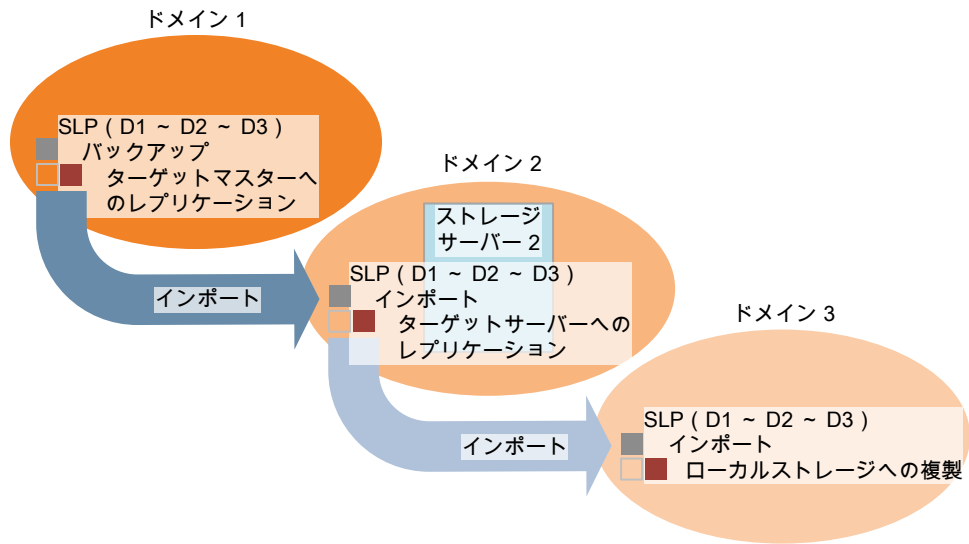 ドメイン 1
SLP ( D1 ~ D2 ~ D3 )
バックアップ
ターゲットマスターへ
のレプリケーション
インポート
ドメイン 2
ストレージ
サーバー 2
SLP ( D1 ~ D2 ~ D3 )
インポート
ターゲットサーバーへの
レプリケーション
インポート
ドメイン 3
SLP ( D1 ~ D2 ~ D3 )
インポート
ローカルストレージへの複製